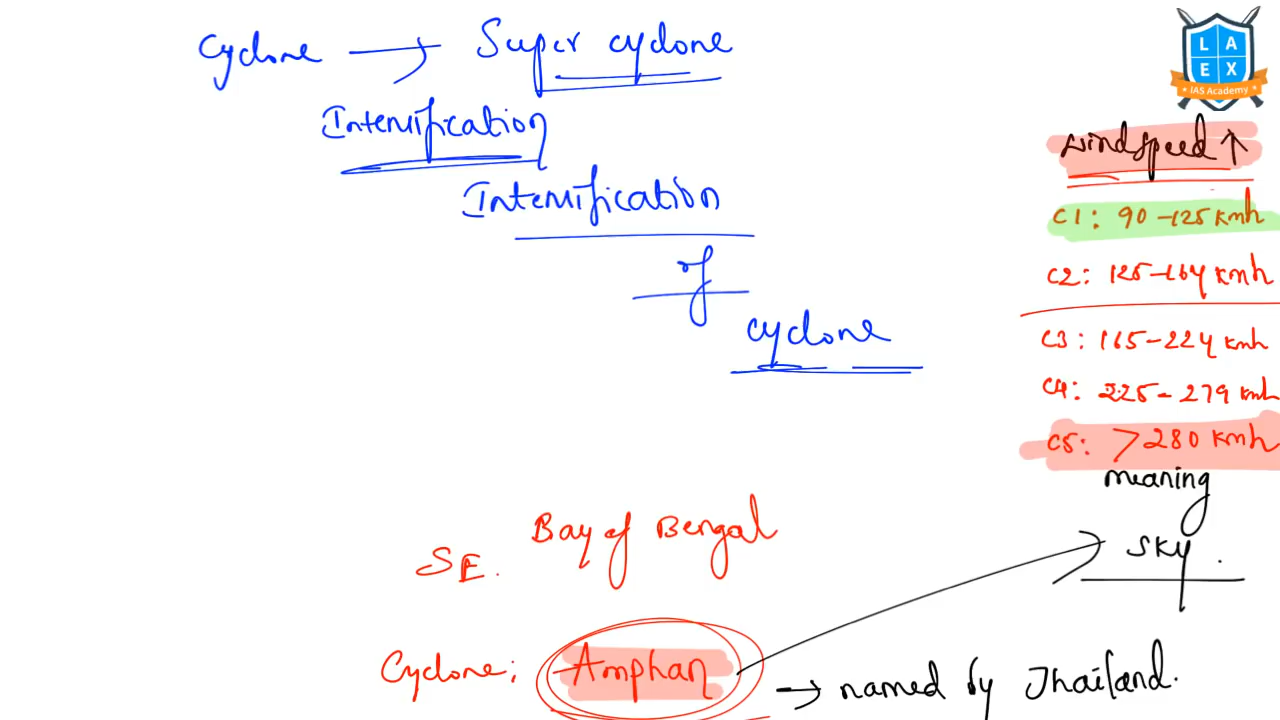 Cyclone → Super cyclone
Intensification
Intensification
of
cyclone
L A
E X
IAS Academy
windspeed ↑
C1: 90-125 kmh
C2: 125-164 kmh
C3: 165-224 kmh
C4: 225-279 kmh
C5: >280 kmh
meaning
SKY.
Bay of Bengal
SE.
Cyclone; Amphan → named by Thailand.